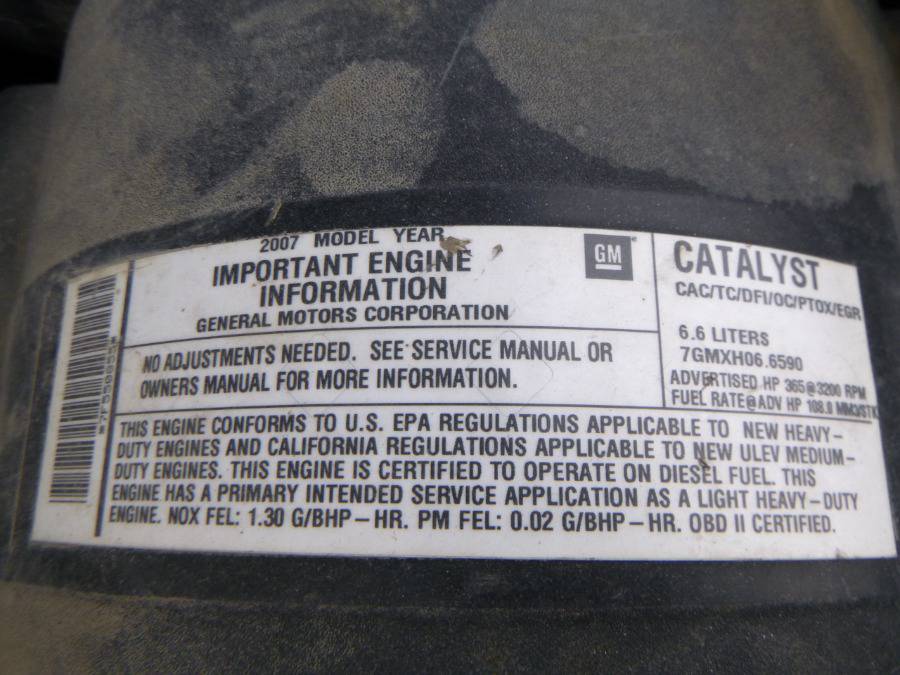 2007 MODEL YEAR
IMPORTANT ENGINE
INFORMATION
GENERAL MOTORS CORPORATION
GM
NO ADJUSTMENTS NEEDED. SEE SERVICE MANUAL OR
OWNERS MANUAL FOR MORE INFORMATION.
CATALYST
CAC/TC/DFI/OC/PTOX/EGR
6.6 LITERS
7GMXH06.6590
ADVERTISED HP 365@3200 RPM
FUEL RATE@ADV HP 108.0 MM3/STK
THIS ENGINE CONFORMS TO U.S. EPA REGULATIONS APPLICABLE TO NEW HEAVY-
DUTY ENGINES AND CALIFORNIA REGULATIONS APPLICABLE TO NEW ULEV MEDIUM-
DUTY ENGINES. THIS ENGINE IS CERTIFIED TO OPERATE ON DIESEL FUEL. THIS
ENGINE HAS A PRIMARY INTENDED SERVICE APPLICATION AS A LIGHT HEAVY-DUTY
ENGINE. NOX FEL: 1.30 G/BHP-HR. PM FEL: 0.02 G/BHP-HR. OBD II CERTIFIED.